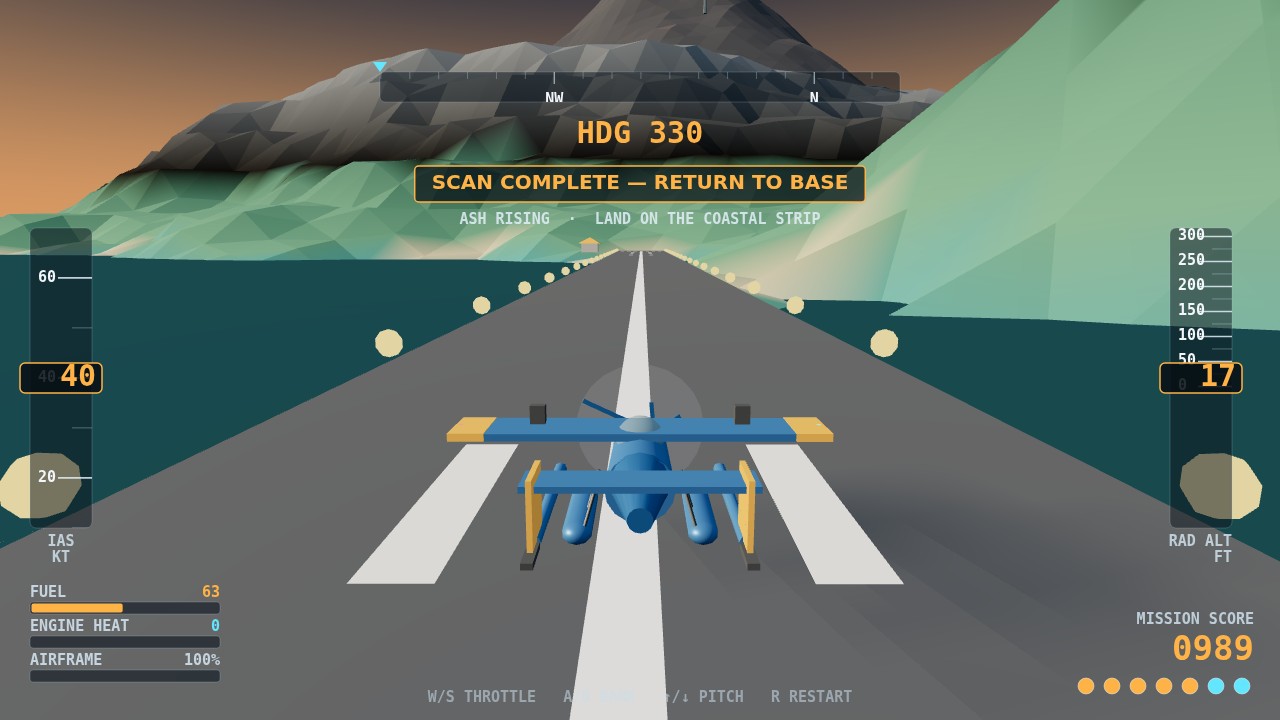 NW N
HDG 330
SCAN COMPLETE — RETURN TO BASE
ASH RISING · LAND ON THE COASTAL STRIP
60
40
40
20
IAS
KT
300
250
200
150
100
50
0
17
RAD ALT
FT
FUEL 63
ENGINE HEAT 0
AIRFRAME 100%
MISSION SCORE
0989
W/S THROTTLE ↑/↓ PITCH R RESTART